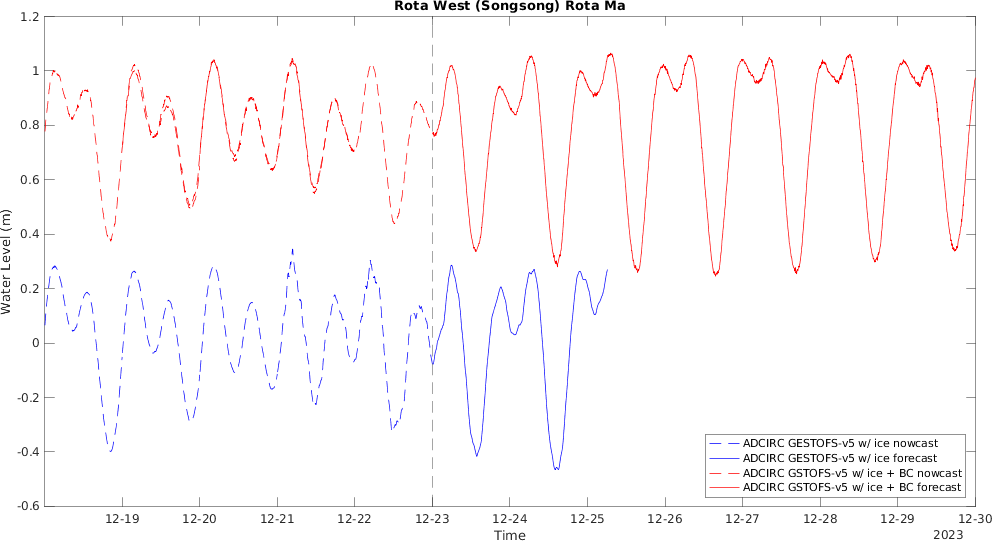 Rota West (Songsong) Rota Ma
1.2
1
0.8
0.6
0.4
0.2
0
-0.2
-0.4
-0.6
Water Level (m)
ADCIRC GESTOFS-v5 w/ ice nowcast
ADCIRC GESTOFS-v5 w/ ice forecast
ADCIRC GSTOFS-v5 w/ ice + BC nowcast
ADCIRC GSTOFS-v5 w/ ice + BC forecast
12-19 12-20 12-21 12-22 12-23 12-24 12-25 12-26 12-27 12-28 12-29 12-30
Time
2023